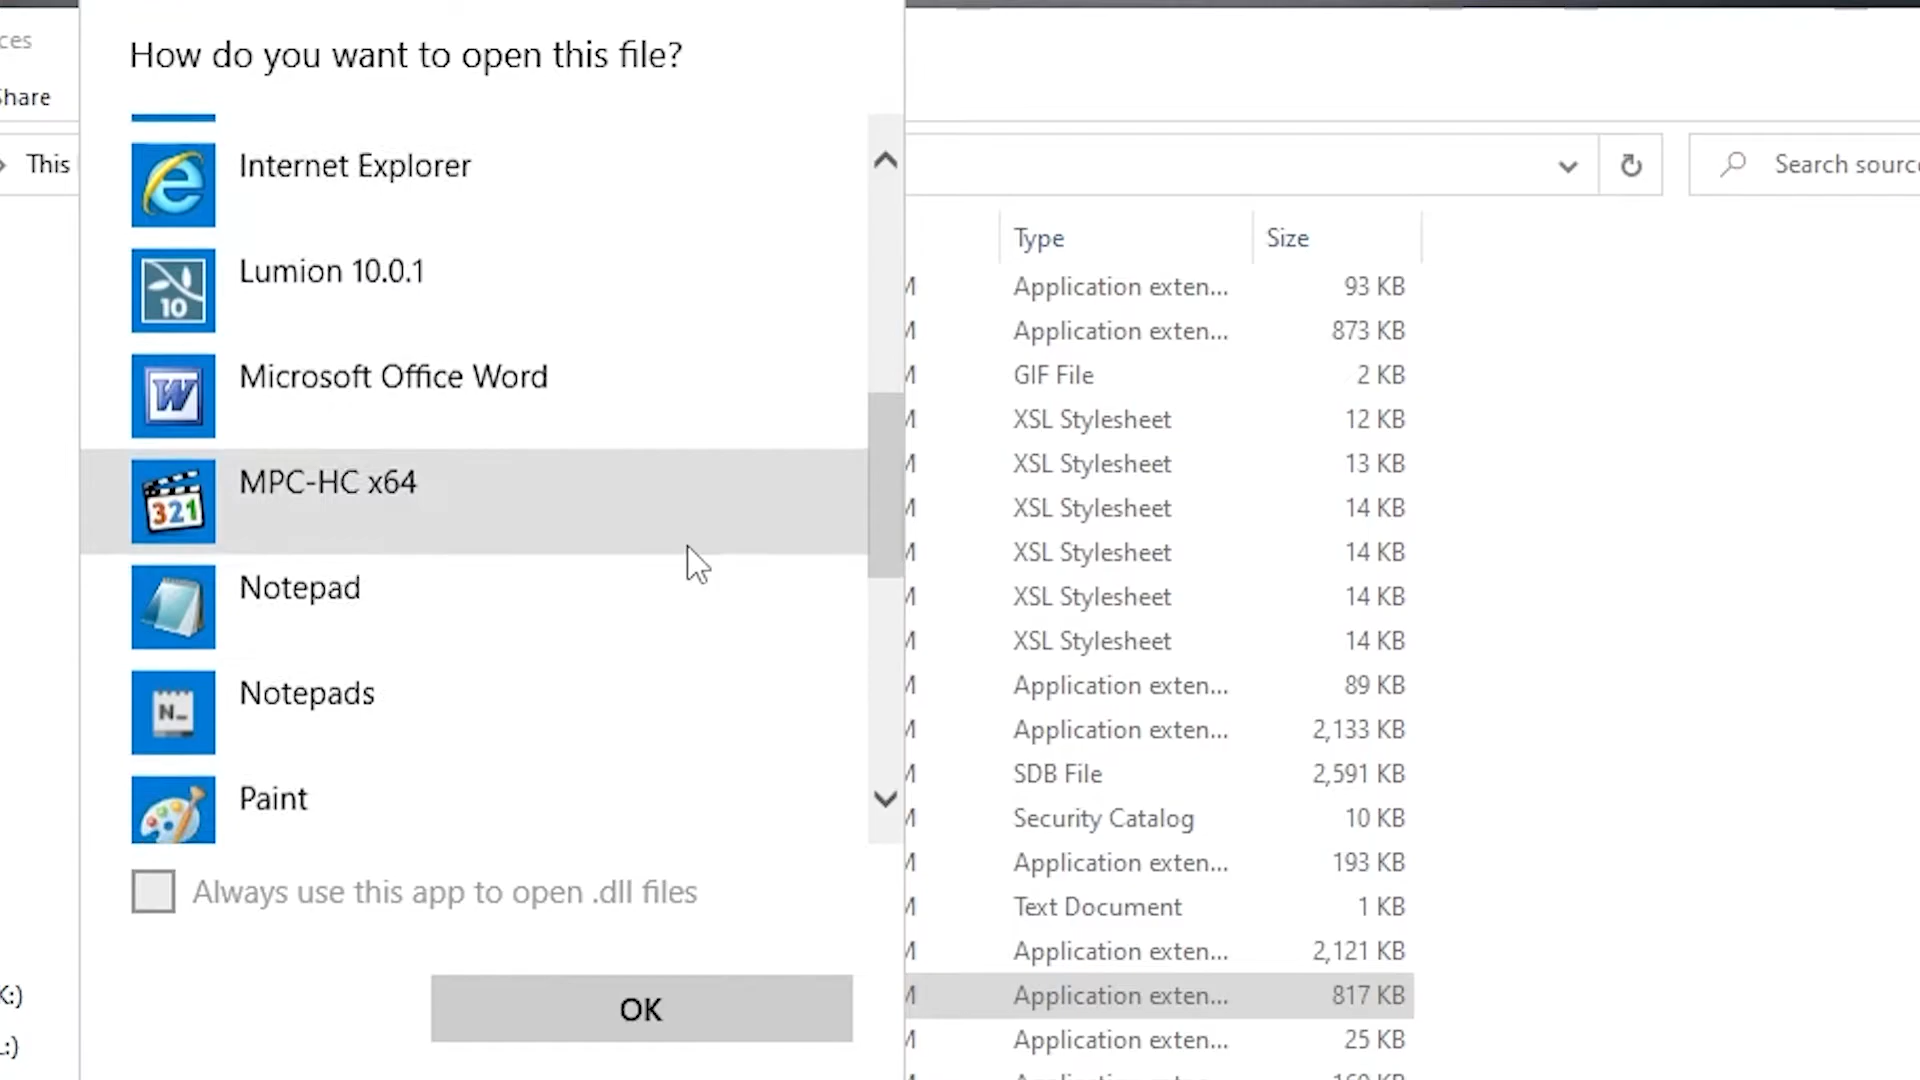 How do you want to open this file?
Internet Explorer
Lumion 10.0.1
10
Microsoft Office Word
W
MPC-HC x64
321
Notepad
Notepads
N_
Paint
Always use this app to open .dll files
OK
ces
Share
This
K:)
L:)
Search sourc
Type Size
M Application exten... 93 KB
M Application exten... 873 KB
M GIF File 2 KB
M XSL Stylesheet 12 KB
M XSL Stylesheet 13 KB
M XSL Stylesheet 14 KB
M XSL Stylesheet 14 KB
M XSL Stylesheet 14 KB
M XSL Stylesheet 14 KB
M Application exten... 89 KB
M Application exten... 2,133 KB
M SDB File 2,591 KB
M Security Catalog 10 KB
M Application exten... 193 KB
M Text Document 1 KB
M Application exten... 2,121 KB
M Application exten... 817 KB
M Application exten... 25 KB